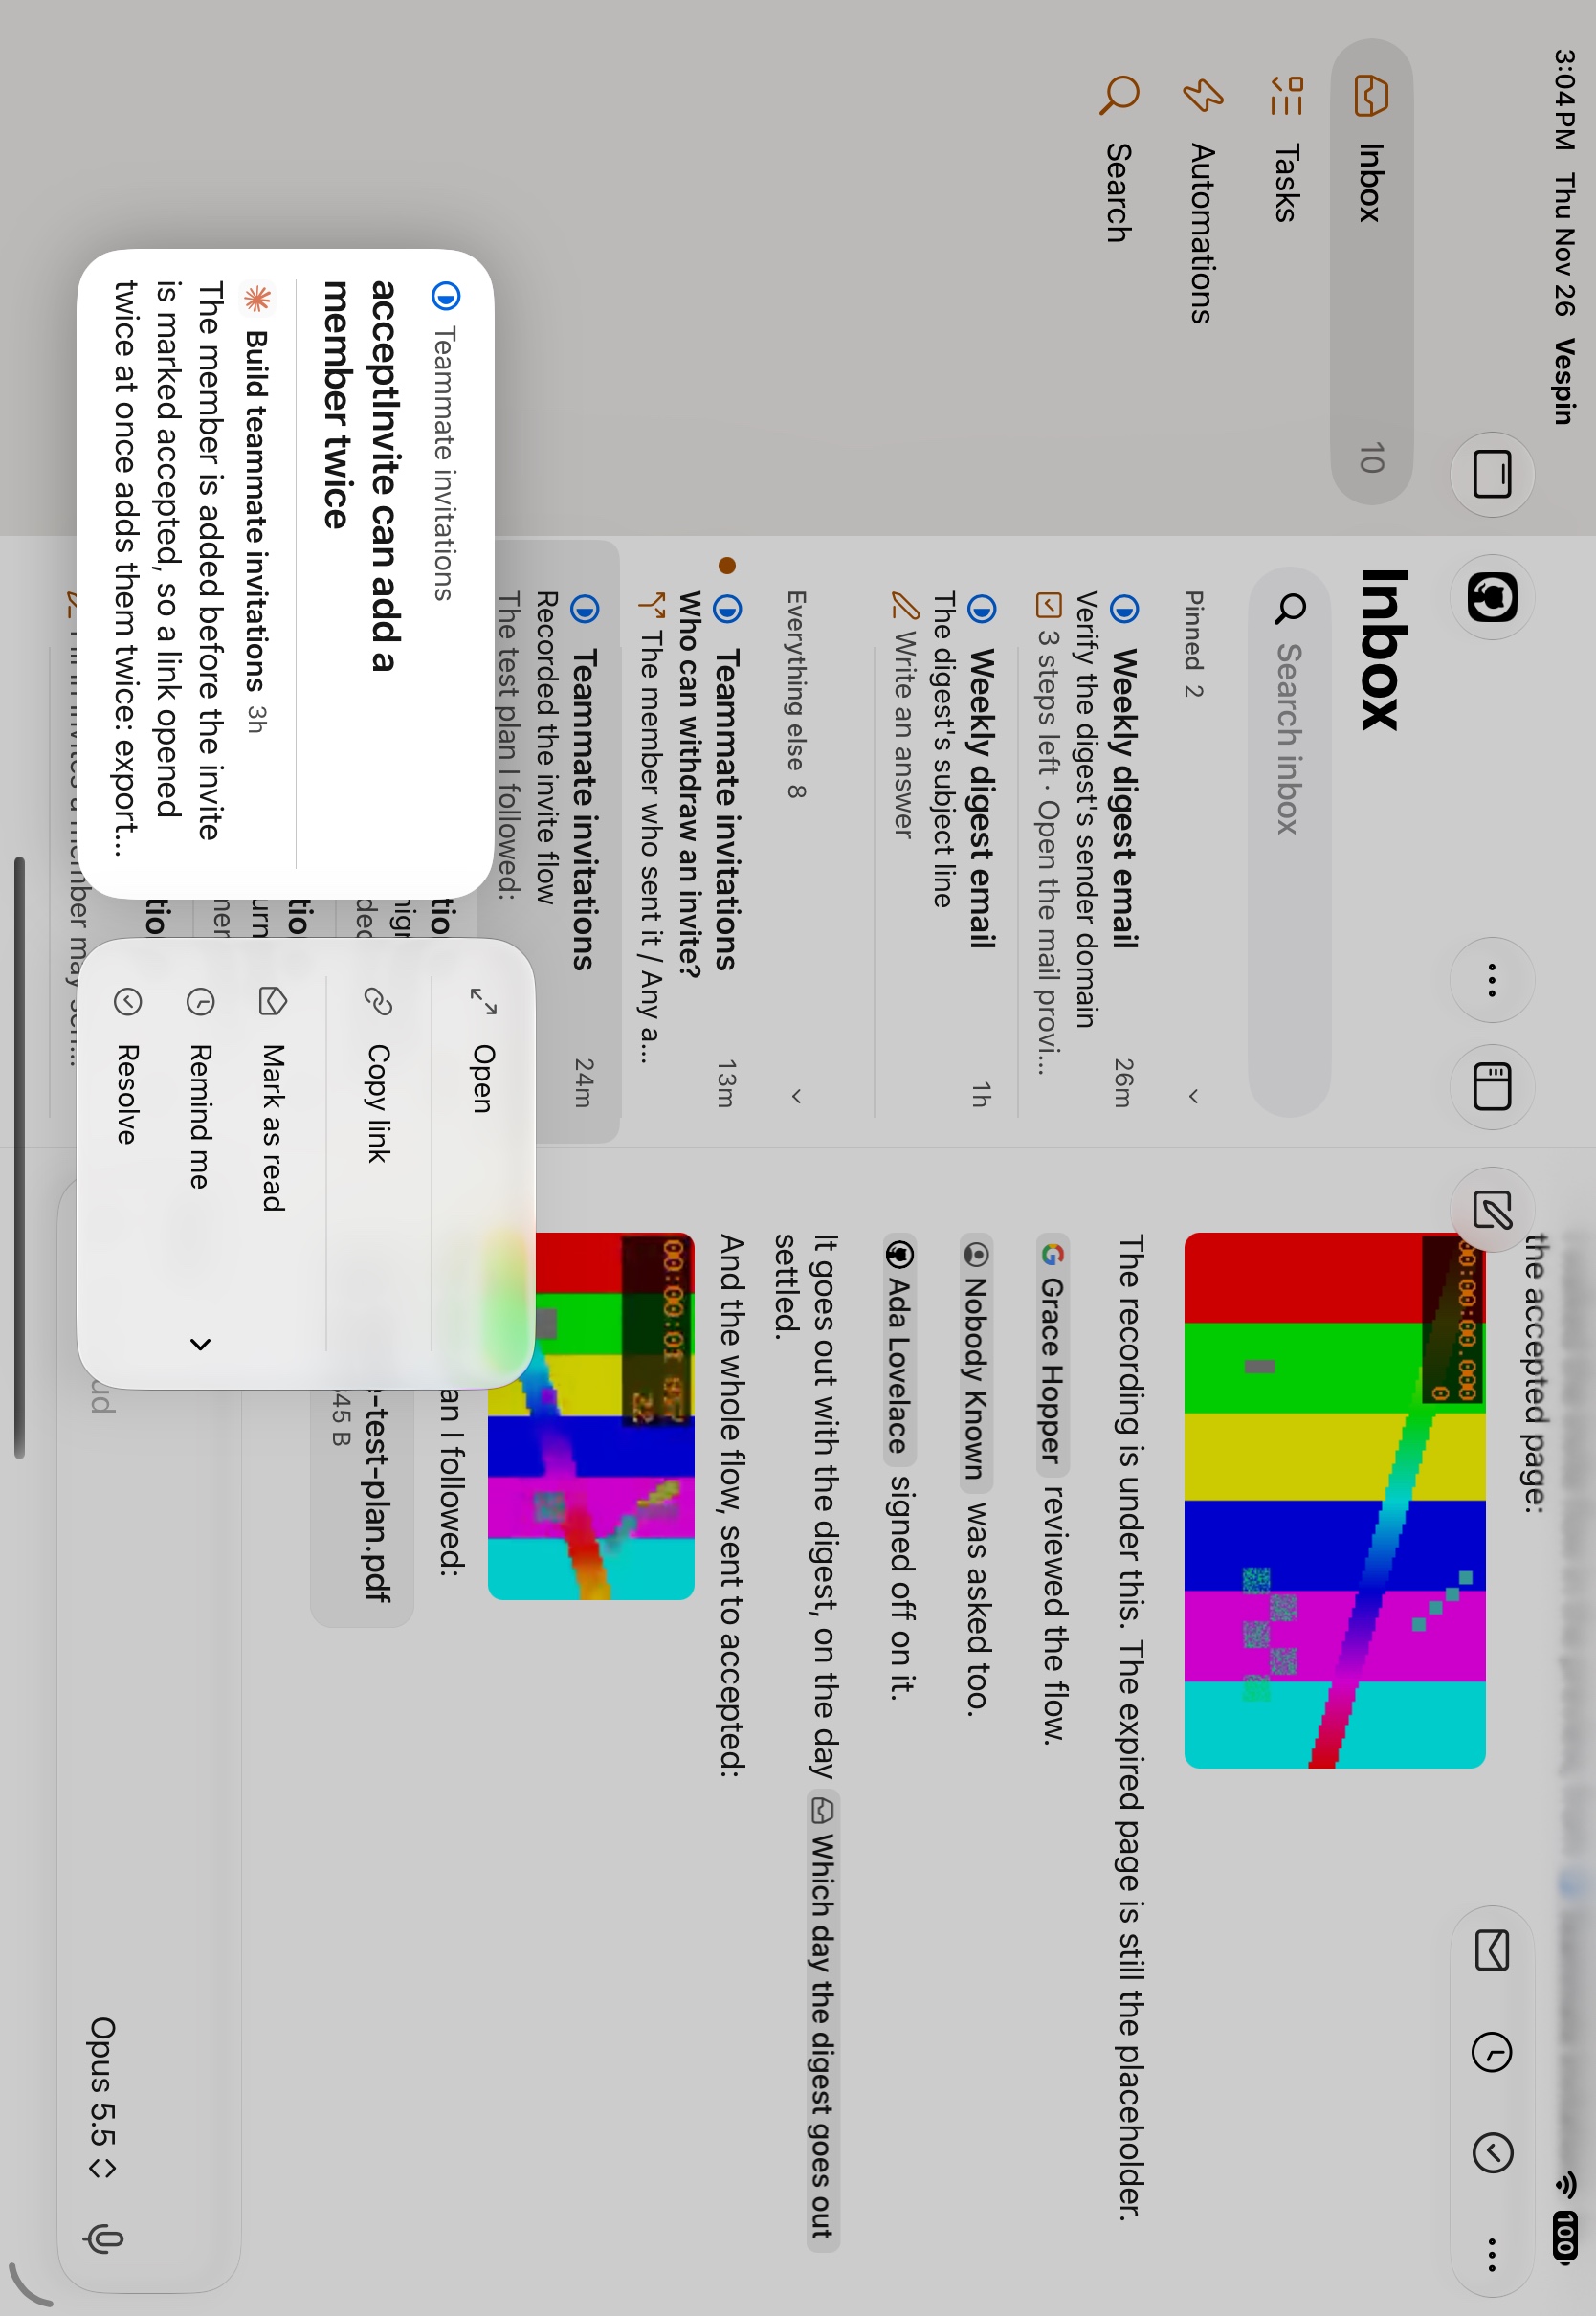 3:04 PM Thu Nov 26 Vespin
100
Inbox 10
Tasks
Automations
Search
Inbox
Search inbox
Pinned 2
Weekly digest email 26m
Verify the digest's sender domain
3 steps left · Open the mail provi...
Weekly digest email 1h
The digest's subject line
Write an answer
Everything else 8
Teammate invitations 13m
Who can withdraw an invite?
The member who sent it / Any a...
Teammate invitations 24m
Recorded the invite flow
The test plan I followed:
Teammate invitations
acceptInvite can add a
member twice
Build teammate invitations 3h
The member is added before the invite
is marked accepted, so a link opened
twice at once adds them twice: export...
Open
Copy link
Mark as read
Remind me
Resolve
the accepted page:
00:00:00.000
0
The recording is under this. The expired page is still the placeholder.
Grace Hopper reviewed the flow.
Nobody Known was asked too.
Ada Lovelace signed off on it.
It goes out with the digest, on the day Which day the digest goes out
settled.
And the whole flow, sent to accepted:
00:00:01
I followed:
-test-plan.pdf
45 B
Opus 5.5